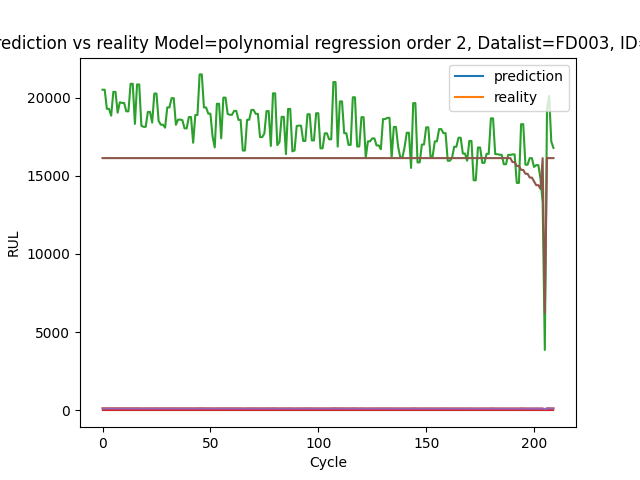 rediction vs reality Model=polynomial regression order 2, Datalist=FD003, ID=
prediction
reality
20000
15000
10000
5000
0
RUL
0 50 100 150 200
Cycle